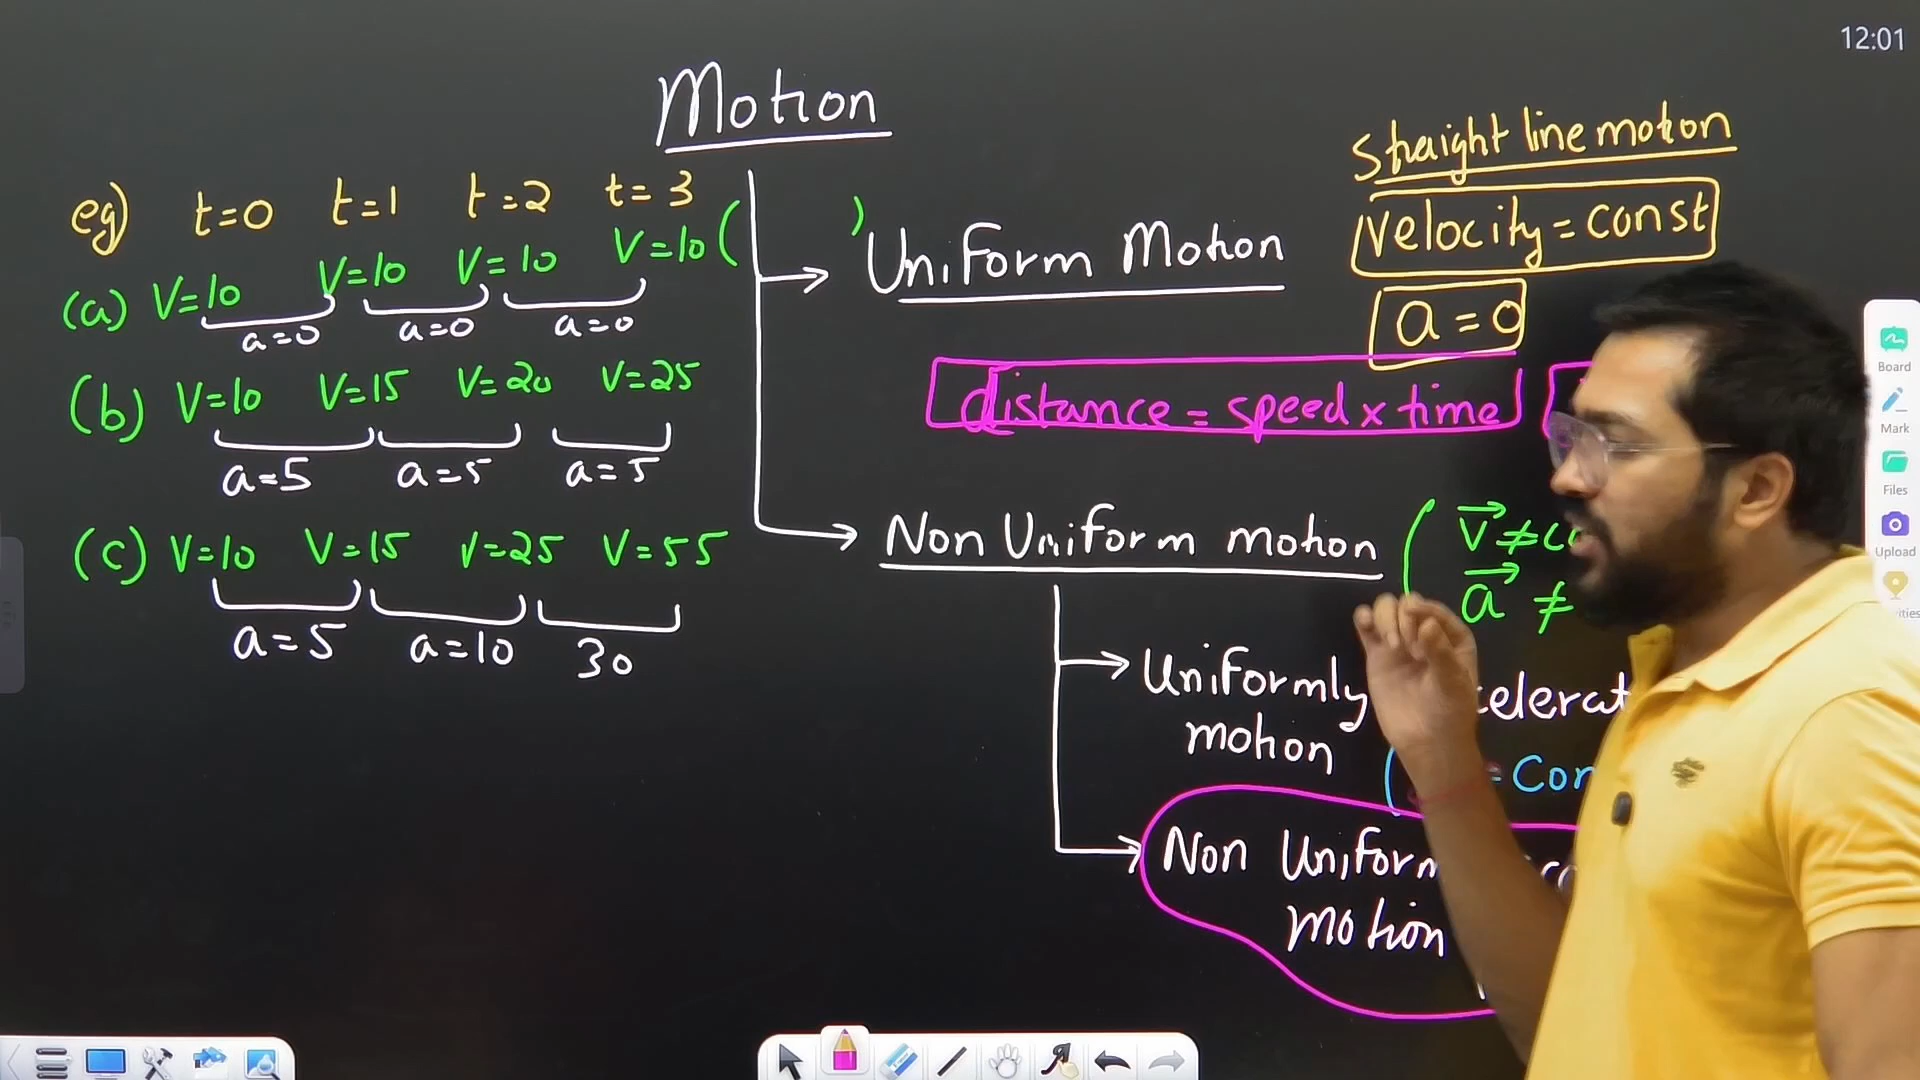 12:01
Motion
Straight line motion
velocity = const
a = 0
eg) t=0 t=1 t=2 t=3
(a) V=10 V=10 V=10 V=10 ( )
a=0 a=0 a=0
(b) V=10 V=15 V=20 V=25
a=5 a=5 a=5
(c) V=10 V=15 V=25 V=55
a=5 a=10 30
Uniform Motion
distance = speed x time
Non Uniform motion
( v ≠
a ≠
Uniformly
motion
( = Con
Non Uniform
motion
Board
Mark
Files
Upload